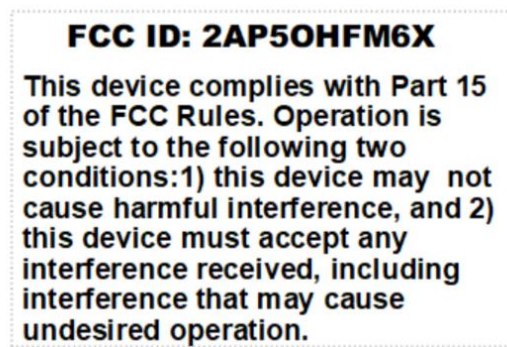 FCC ID: 2AP5OHFM6X
This device complies with Part 15
of the FCC Rules. Operation is
subject to the following two
conditions:1) this device may  not
cause harmful interference, and 2)
this device must accept any
interference received, including
interference that may cause
undesired operation.